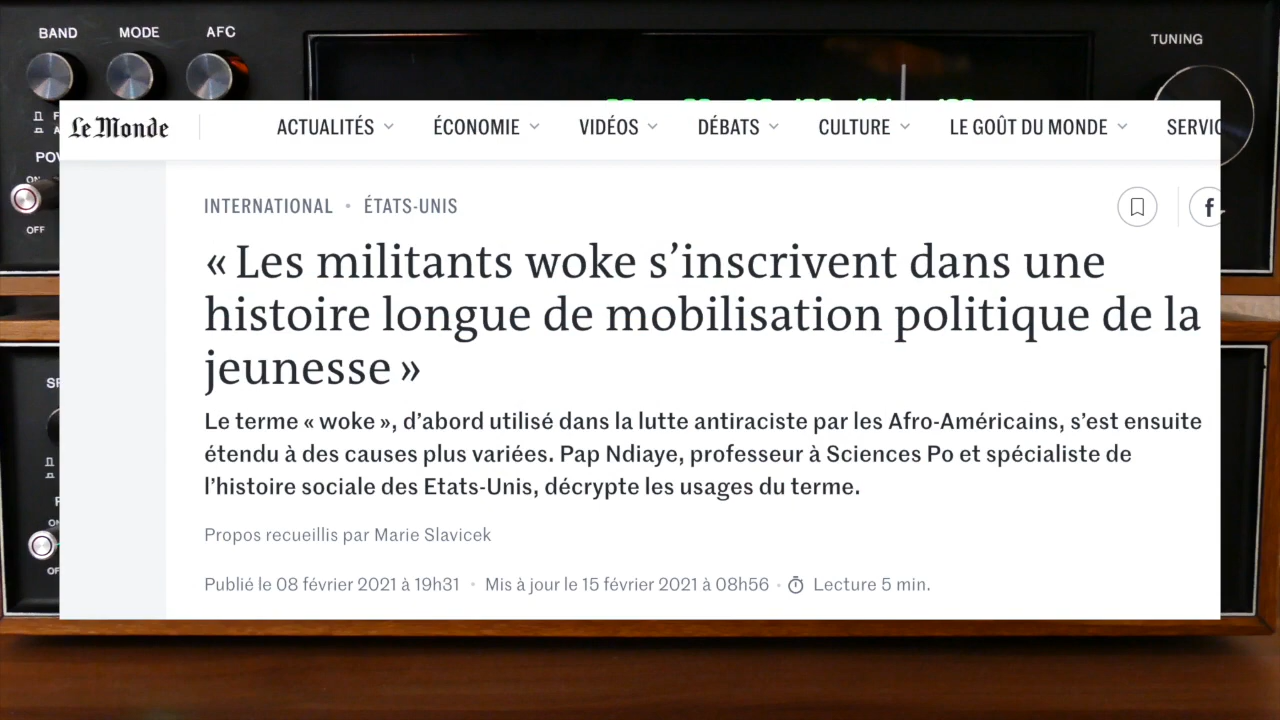 BAND MODE AFC
TUNING
Le Monde
ACTUALITÉS ÉCONOMIE VIDÉOS DÉBATS CULTURE LE GOÛT DU MONDE SERVIC
ON
OFF
INTERNATIONAL • ÉTATS-UNIS
f
« Les militants woke s’inscrivent dans une
histoire longue de mobilisation politique de la
jeunesse »
Le terme « woke », d’abord utilisé dans la lutte antiraciste par les Afro-Américains, s’est ensuite
étendu à des causes plus variées. Pap Ndiaye, professeur à Sciences Po et spécialiste de
l’histoire sociale des Etats-Unis, décrypte les usages du terme.
Propos recueillis par Marie Slavicek
Publié le 08 février 2021 à 19h31 • Mis à jour le 15 février 2021 à 08h56 • Lecture 5 min.